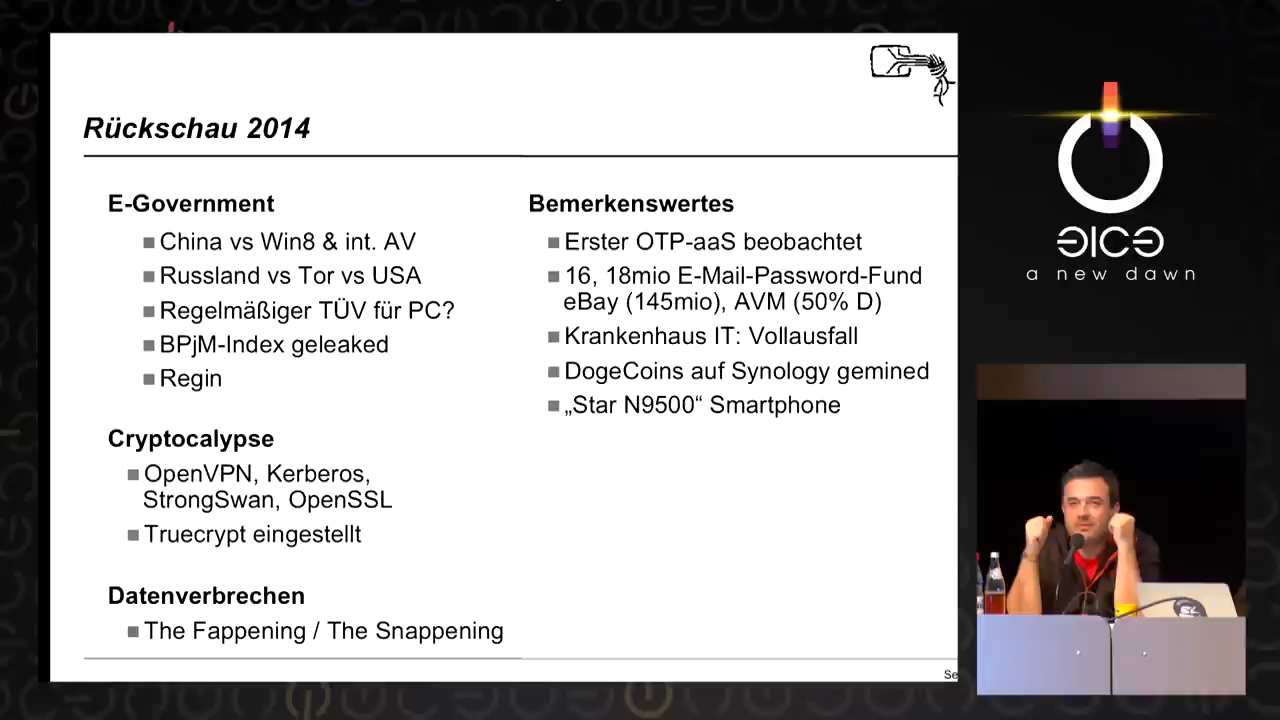 Rückschau 2014
E-Government
China vs Win8 & int. AV
Russland vs Tor vs USA
Regelmäßiger TÜV für PC?
BPjM-Index geleaked
Regin
Cryptocalypse
OpenVPN, Kerberos,
StrongSwan, OpenSSL
Truecrypt eingestellt
Datenverbrechen
The Fappening / The Snappening
Bemerkenswertes
Erster OTP-aaS beobachtet
16, 18mio E-Mail-Password-Fund
eBay (145mio), AVM (50% D)
Krankenhaus IT: Vollausfall
DogeCoins auf Synology gemined
„Star N9500“ Smartphone
Se
a new dawn